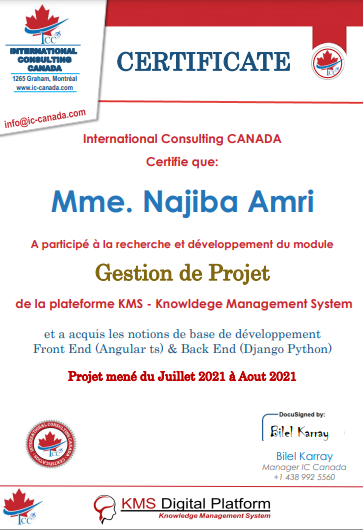 ICC
INTERNATIONAL
CONSULTING
CANADA
1265 Graham, Montréal
www.ic-canada.com
info@ic-canada.com
CERTIFICATE
International Consulting CANADA
Certifie que:
Mme. Najiba Amri
A participé à la recherche et développement du module
Gestion de Projet
de la plateforme KMS - Knowldege Management System
et a acquis les notions de base de développement
Front End (Angular ts) & Back End (Django Python)
Projet mené du Juillet 2021 à Aout 2021
DocuSigned by:
Bilel Karray
Bilel Karray
Manager IC Canada
+1 438 992 5560
ICC
KMS Digital Platform
Knowledge Management System